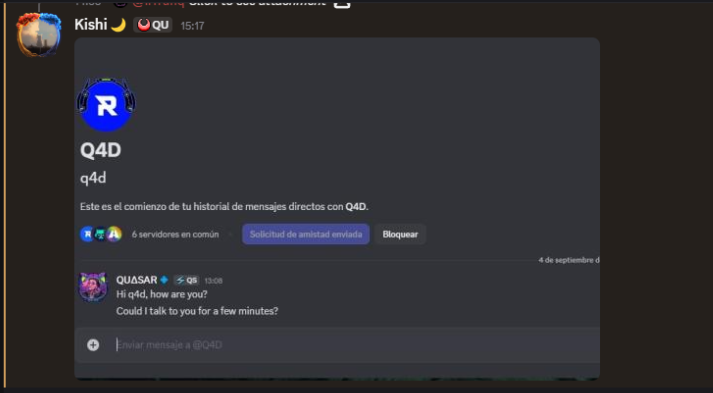 Click to see attachment
Kishi QU 15:17
Q4D
q4d
Este es el comienzo de tu historial de mensajes directos con Q4D.
6 servidores en común
Solicitud de amistad enviada
Bloquear
4 de septiembre d
QUΔSAR QS 13:08
Hi q4d, how are you?
Could I talk to you for a few minutes?
Enviar mensaje a @Q4D